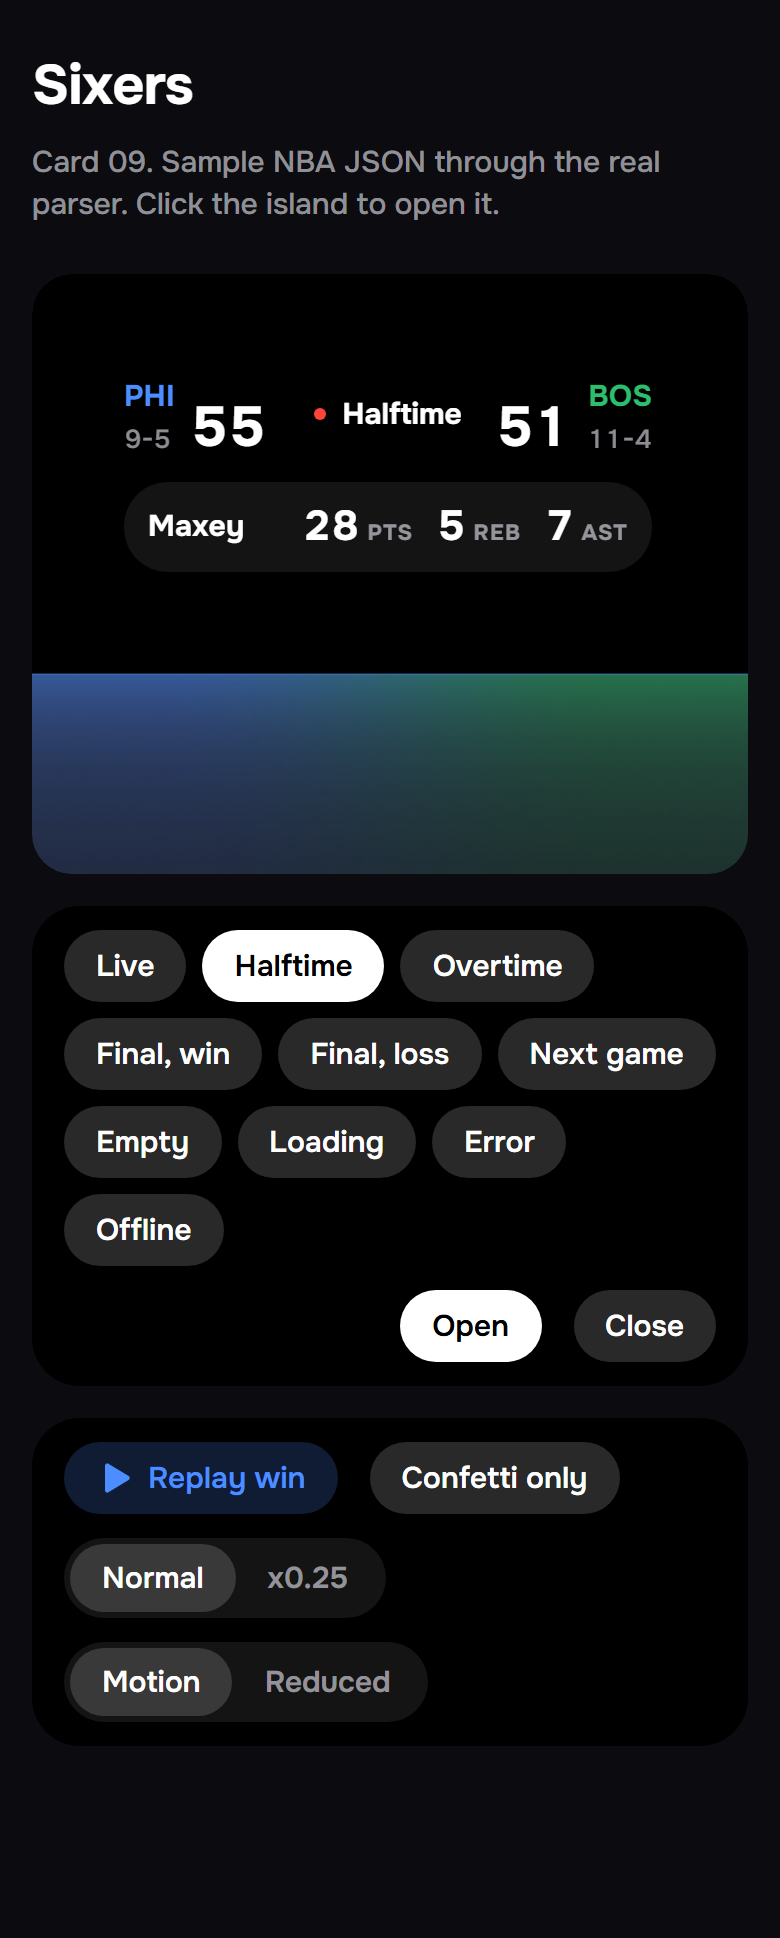 Sixers
Card 09. Sample NBA JSON through the real
parser. Click the island to open it.
PHI 55 Halftime 51 BOS
9-5 11-4
Maxey 28 PTS 5 REB 7 AST
Live Halftime Overtime
Final, win Final, loss Next game
Empty Loading Error
Offline
Open Close
Replay win Confetti only
Normal x0.25
Motion Reduced